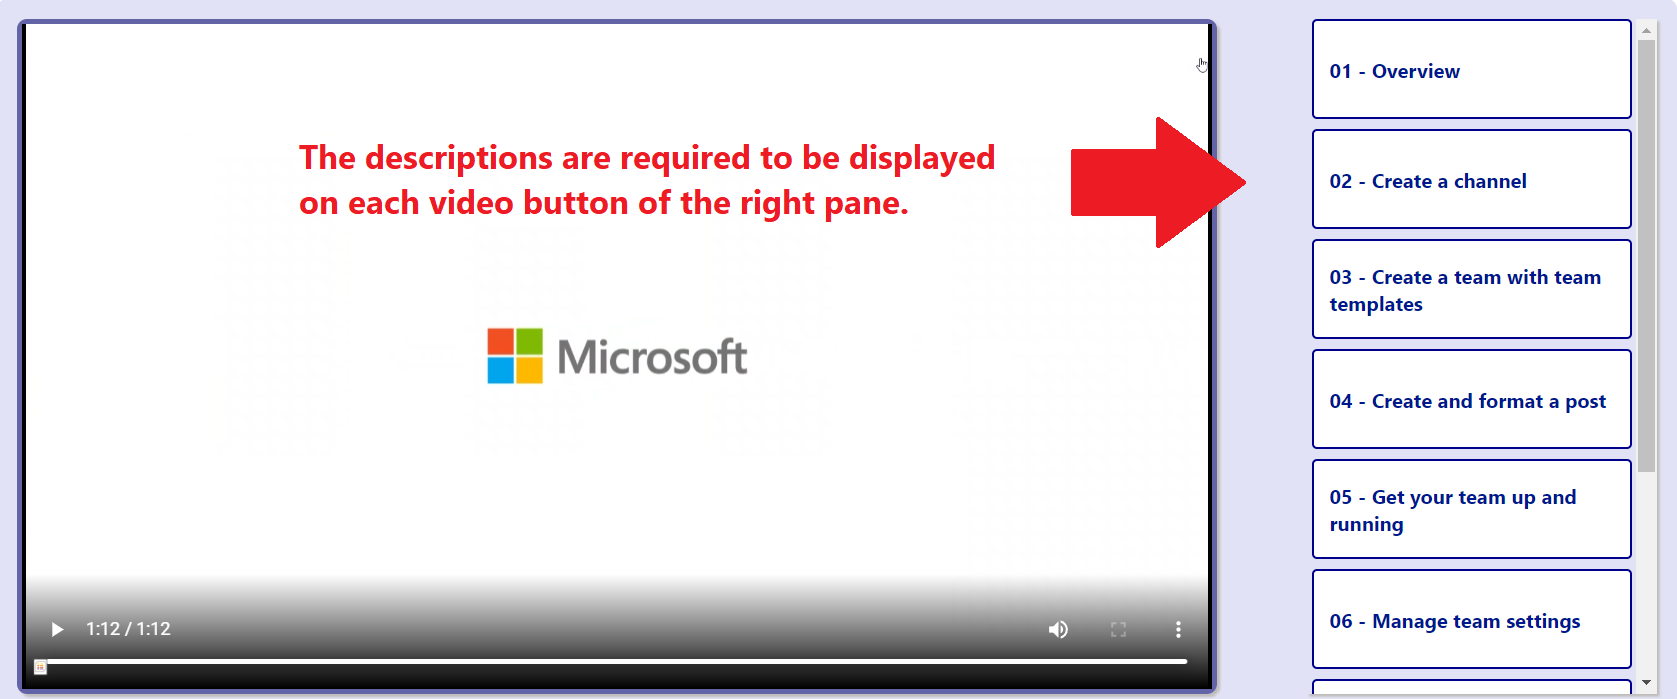 The descriptions are required to be displayed
on each video button of the right pane.
Microsoft
1:12 / 1:12
01 - Overview
02 - Create a channel
03 - Create a team with team
templates
04 - Create and format a post
05 - Get your team up and
running
06 - Manage team settings